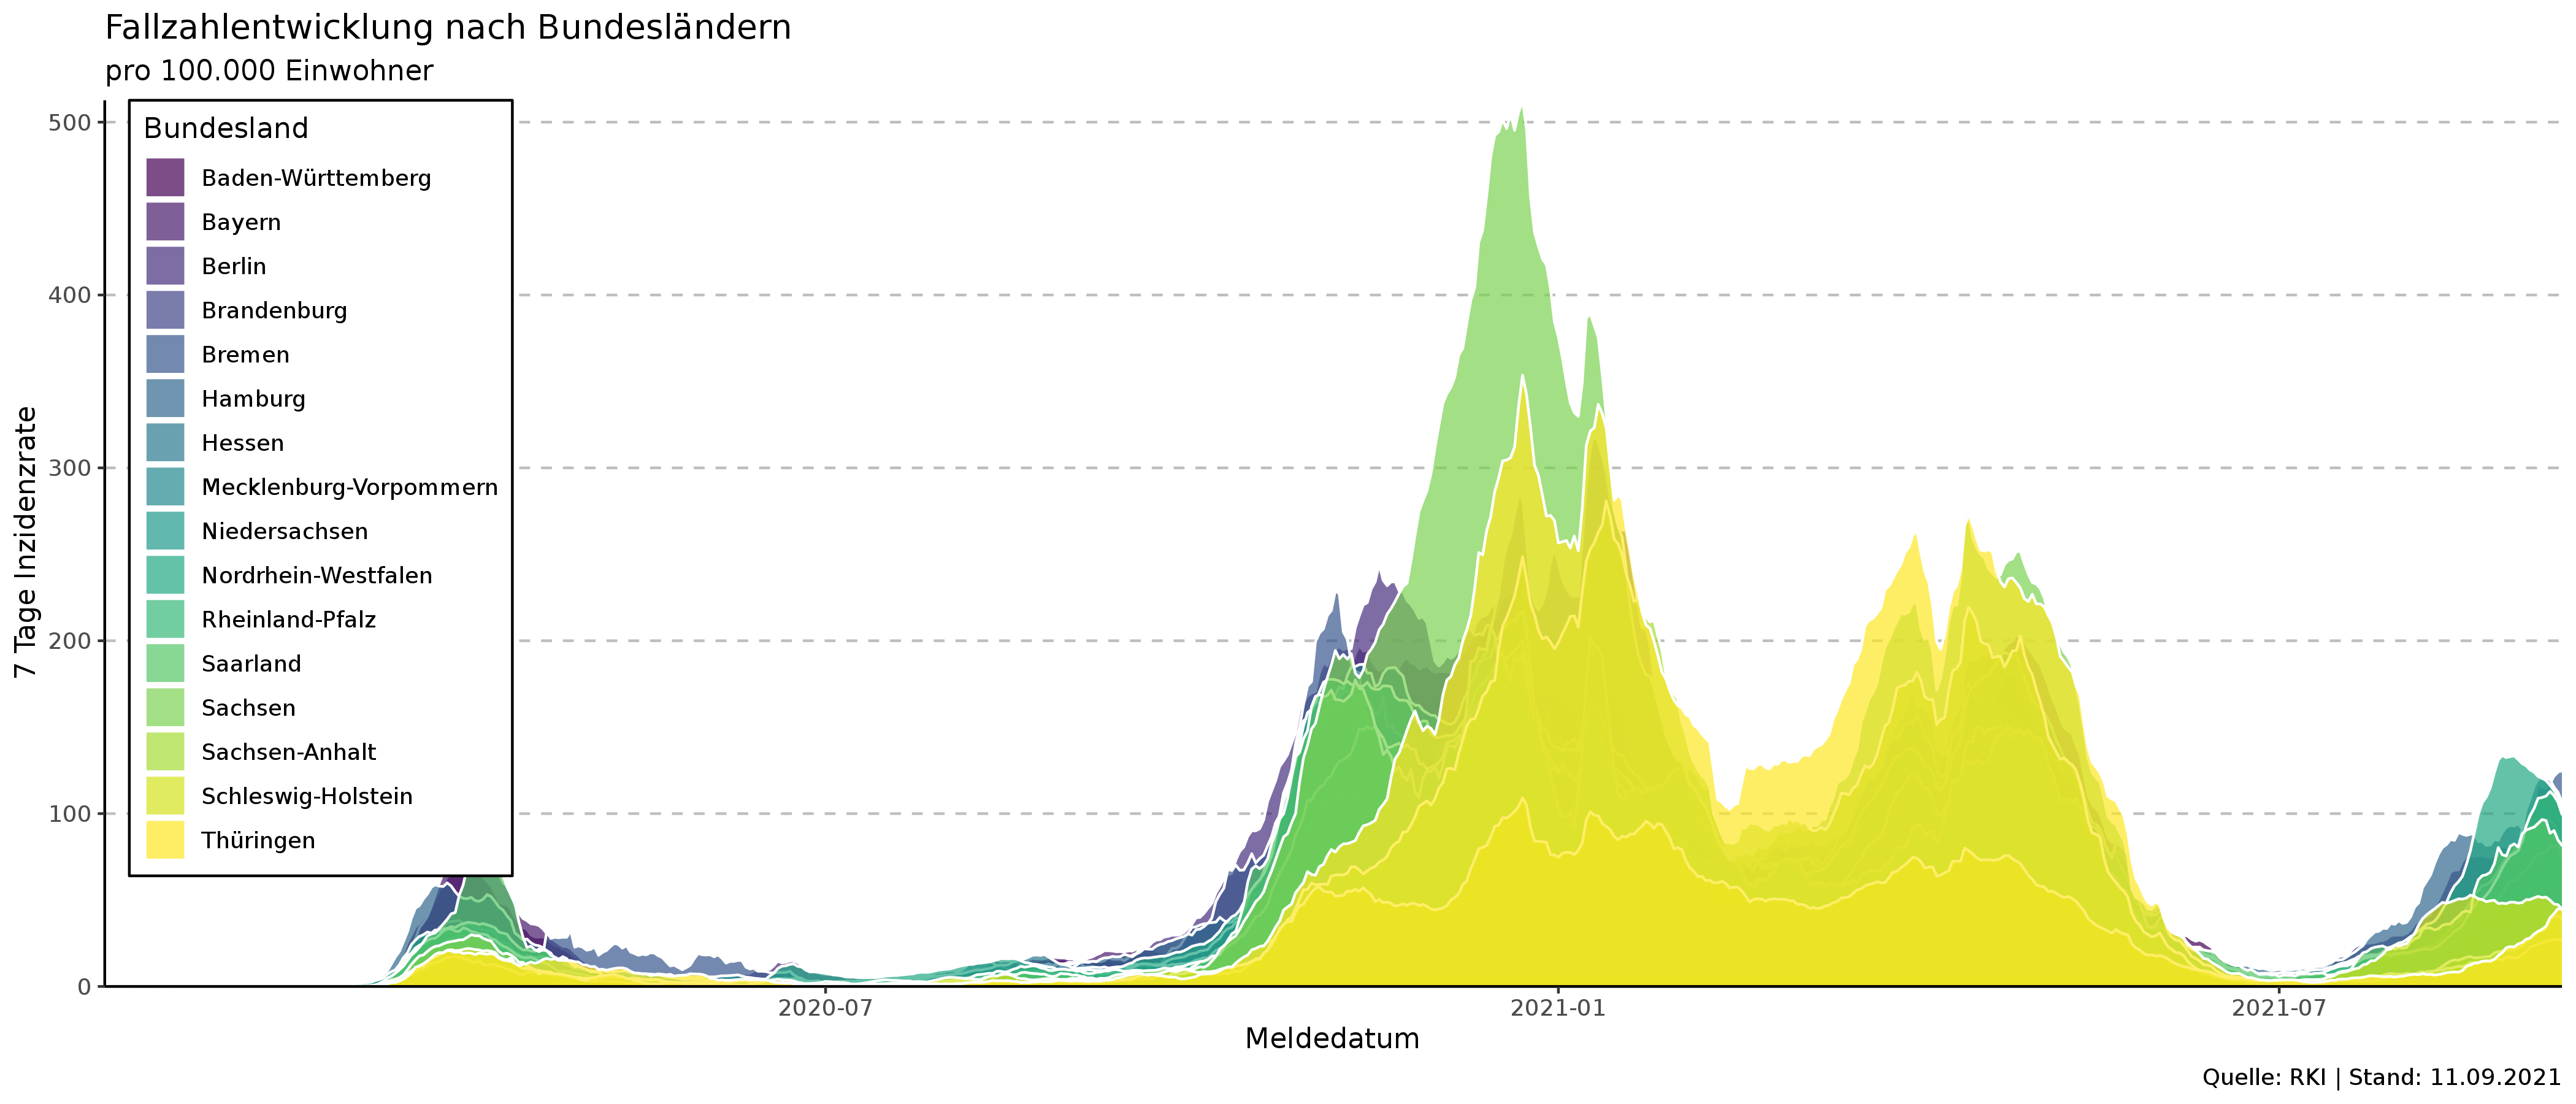 Fallzahlentwicklung nach Bundesländern
pro 100.000 Einwohner
Bundesland
Baden-Württemberg
Bayern
Berlin
Brandenburg
Bremen
Hamburg
Hessen
Mecklenburg-Vorpommern
Niedersachsen
Nordrhein-Westfalen
Rheinland-Pfalz
Saarland
Sachsen
Sachsen-Anhalt
Schleswig-Holstein
Thüringen
7 Tage Inzidenzrate
500
400
300
200
100
0
2020-07
2021-01
2021-07
Meldedatum
Quelle: RKI | Stand: 11.09.2021